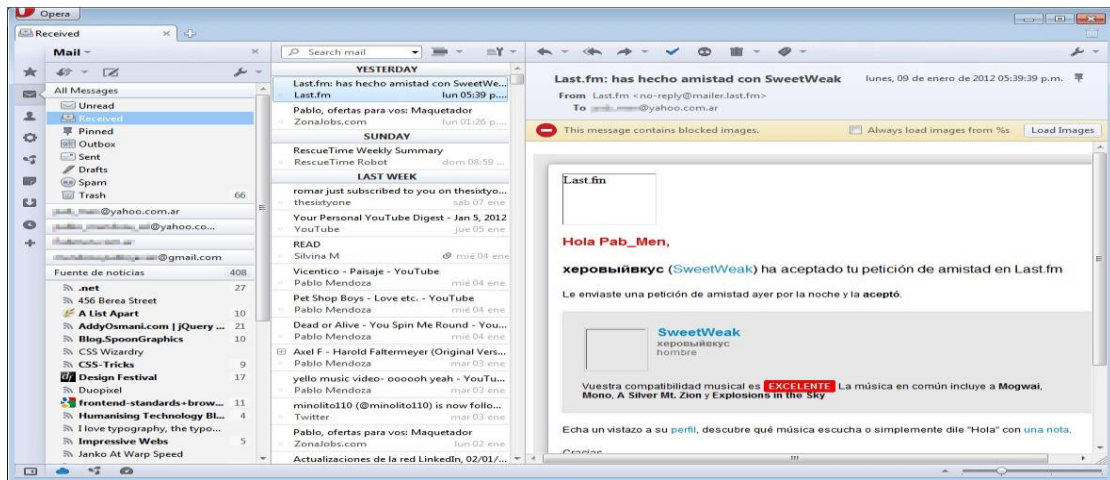 Opera
Received
Mail
All Messages
Unread
Received
Pinned
Outbox
Sent
Drafts
Spam
Trash 66
@yahoo.com.ar
@yahoo.co...
@gmail.com
Fuente de noticias 408
.net 27
456 Berea Street
A List Apart 10
AddyOsmani.com | jQuery ... 21
Blog.SpoonGraphics 10
CSS Wizardry
CSS-Tricks 9
Design Festival 17
Duopixel
frontend-standards+brow... 11
Humanising Technology Bl... 4
I love typography, the typo...
Impressive Webs 5
Janko At Warp Speed
Search mail
YESTERDAY
Last.fm: has hecho amistad con SweetWe...
Last.fm lun 05:39 p....
Pablo, ofertas para vos: Maquetador
ZonaJobs.com lun 01:26 p....
SUNDAY
RescueTime Weekly Summary
RescueTime Robot dom 08:59 ...
LAST WEEK
romar just subscribed to you on thesixtyo...
thesixtyone sáb 07 ene
Your Personal YouTube Digest - Jan 5, 2012
YouTube jue 05 ene
READ
Silvina M mié 04 ene
Vicentico - Paisaje - YouTube
Pablo Mendoza mié 04 ene
Pet Shop Boys - Love etc. - YouTube
Pablo Mendoza mié 04 ene
Dead or Alive - You Spin Me Round - You...
Pablo Mendoza mié 04 ene
Axel F - Harold Faltermeyer (Original Vers...
Pablo Mendoza mar 03 ene
yello music video- oooooh yeah - YouTu...
Pablo Mendoza mar 03 ene
minolito110 (@minolito110) is now follo...
Twitter mar 03 ene
Pablo, ofertas para vos: Maquetador
ZonaJobs.com lun 02 ene
Actualizaciones de la red LinkedIn, 02/01/...
Last.fm: has hecho amistad con SweetWeak lunes, 09 de enero de 2012 05:39:39 p.m.
From Last.fm <no-reply@mailer.last.fm>
To @yahoo.com.ar
This message contains blocked images. Always load images from %s Load Images
Last.fm
Hola Pab_Men,
херовыйвкус (SweetWeak) ha aceptado tu petición de amistad en Last.fm
Le enviaste una petición de amistad ayer por la noche y la aceptó.
SweetWeak
херовыйвкус
hombre
Vuestra compatibilidad musical es EXCELENTE La música en común incluye a Mogwai,
Mono, A Silver Mt. Zion y Explosions in the Sky
Echa un vistazo a su perfil, descubre qué música escucha o simplemente dile "Hola" con una nota.
Gracias